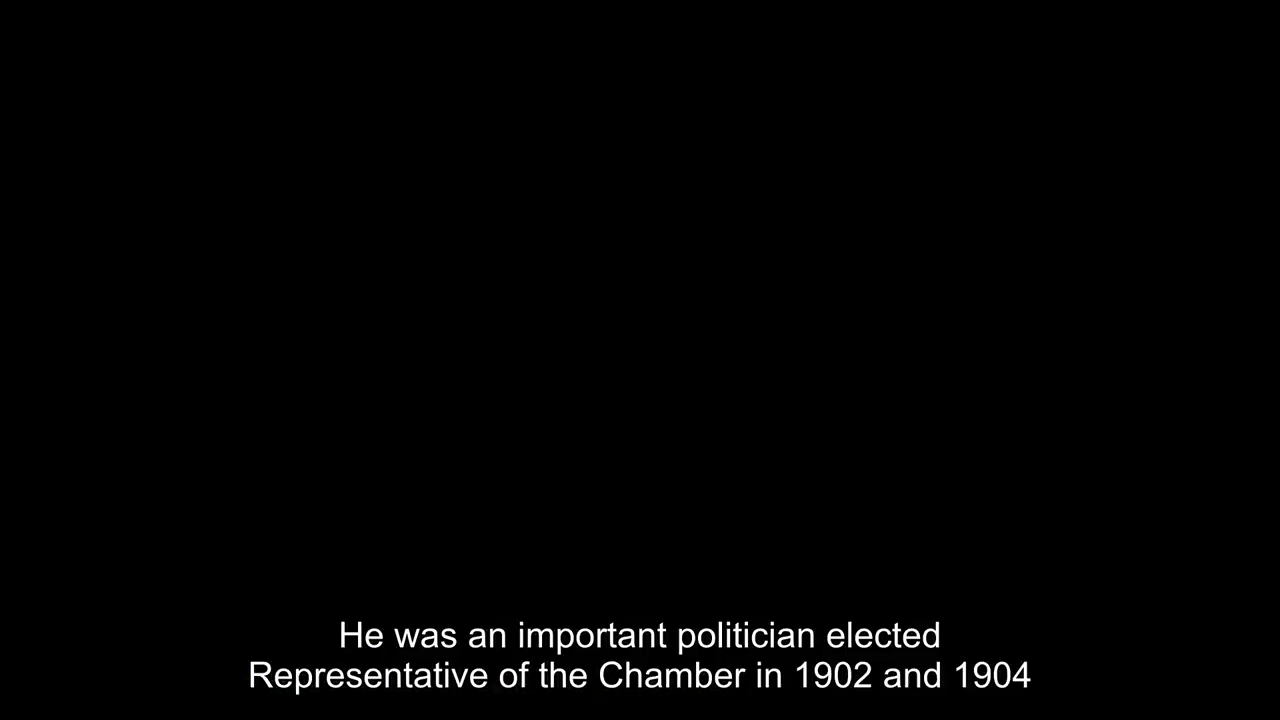 He was an important politician elected
Representative of the Chamber in 1902 and 1904